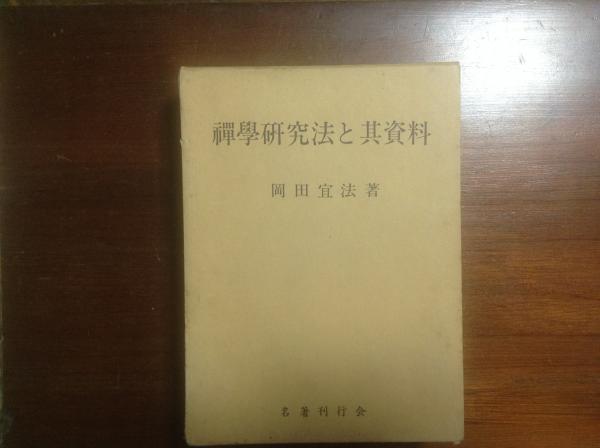 禪學研究法と其資料
岡田宜法著
名著刊行会